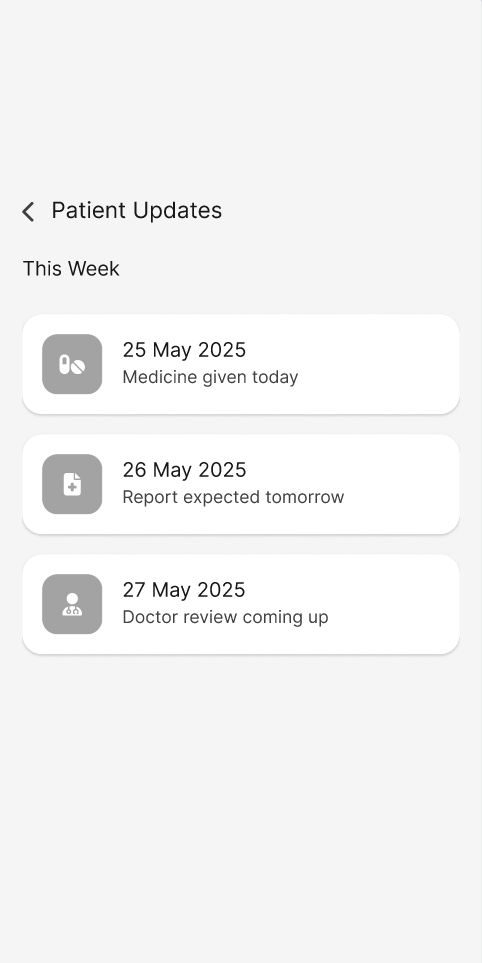 Patient Updates
This Week
25 May 2025
Medicine given today
26 May 2025
Report expected tomorrow
27 May 2025
Doctor review coming up